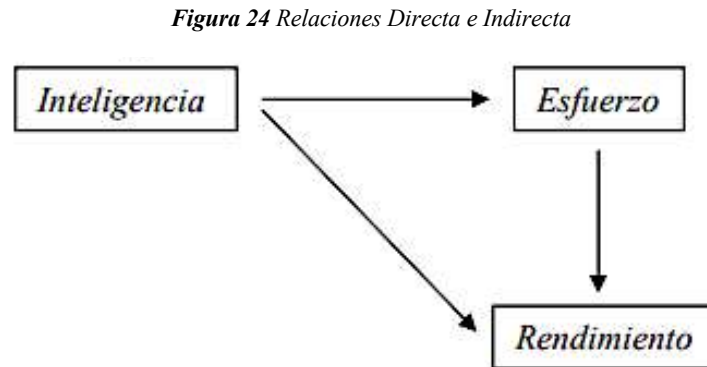 Figura 24 Relaciones Directa e Indirecta
Inteligencia
Esfuerzo
Rendimiento